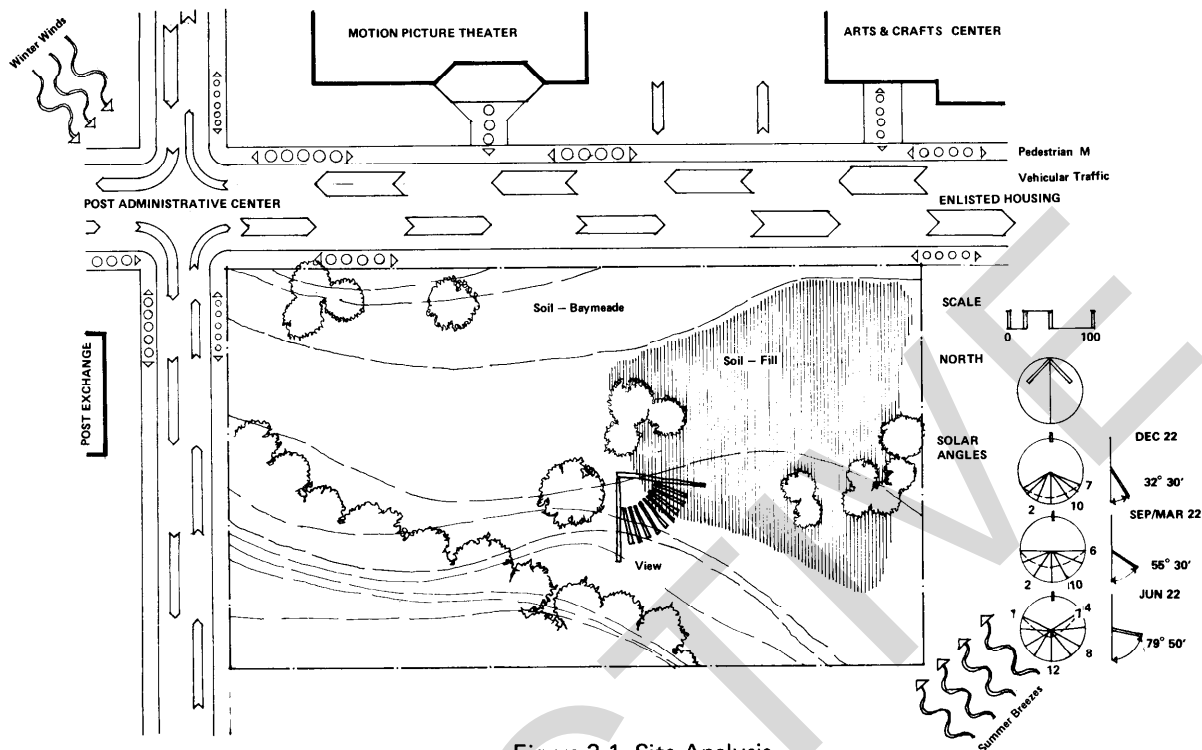 Winter Winds
MOTION PICTURE THEATER
ARTS & CRAFTS CENTER
Pedestrian M
Vehicular Traffic
POST ADMINISTRATIVE CENTER
ENLISTED HOUSING
POST EXCHANGE
Soil – Baymeade
Soil – Fill
View
SCALE
0 100
NORTH
SOLAR
ANGLES
DEC 22
7
2 10
32° 30′
SEP/MAR 22
6
2 10
55° 30′
JUN 22
4
8
12
79° 50′
Summer Breezes
Figure 2-1. Site Analysis